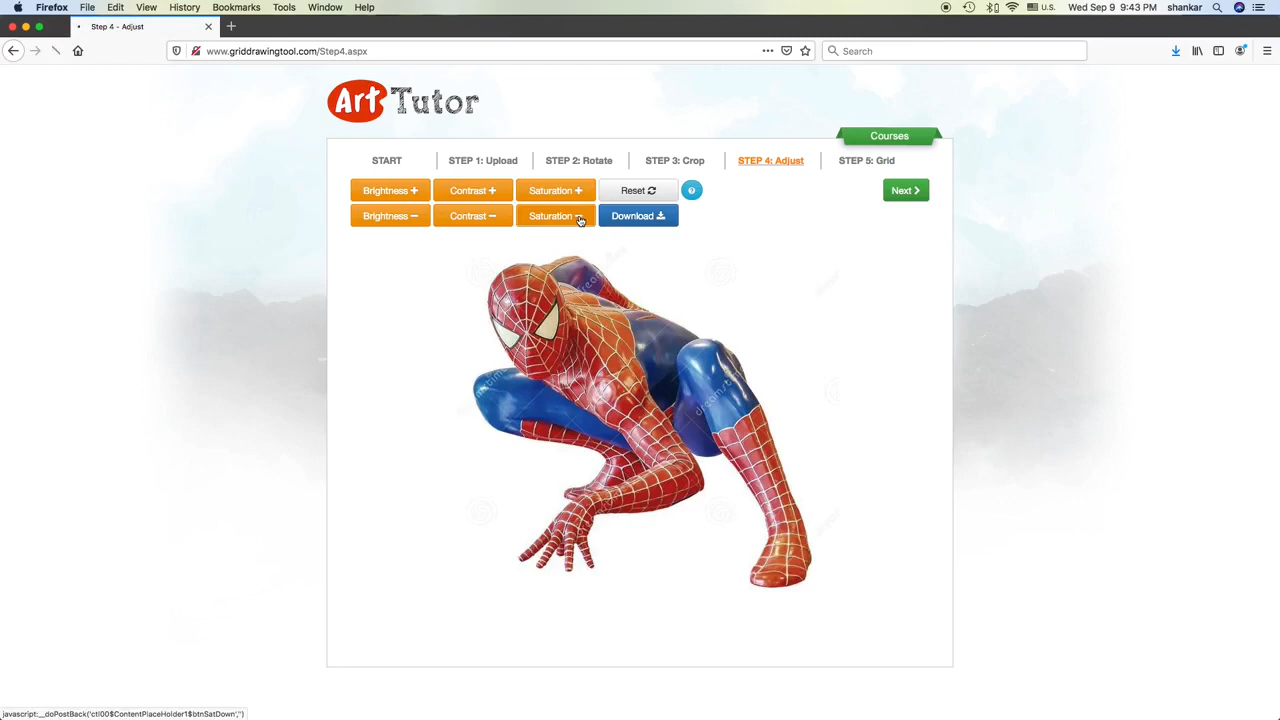 Firefox File Edit View History Bookmarks Tools Window Help U.S. Wed Sep 9 9:43 PM shankar
Step 4 - Adjust
www.griddrawingtool.com/Step4.aspx Search
Art Tutor
Courses
START STEP 1: Upload STEP 2: Rotate STEP 3: Crop STEP 4: Adjust STEP 5: Grid
Brightness + Contrast + Saturation + Reset ? Next
Brightness − Contrast − Saturation Download
dreamstime
javascript:__doPostBack('ctl00$ContentPlaceHolder1$btnSatDown','')